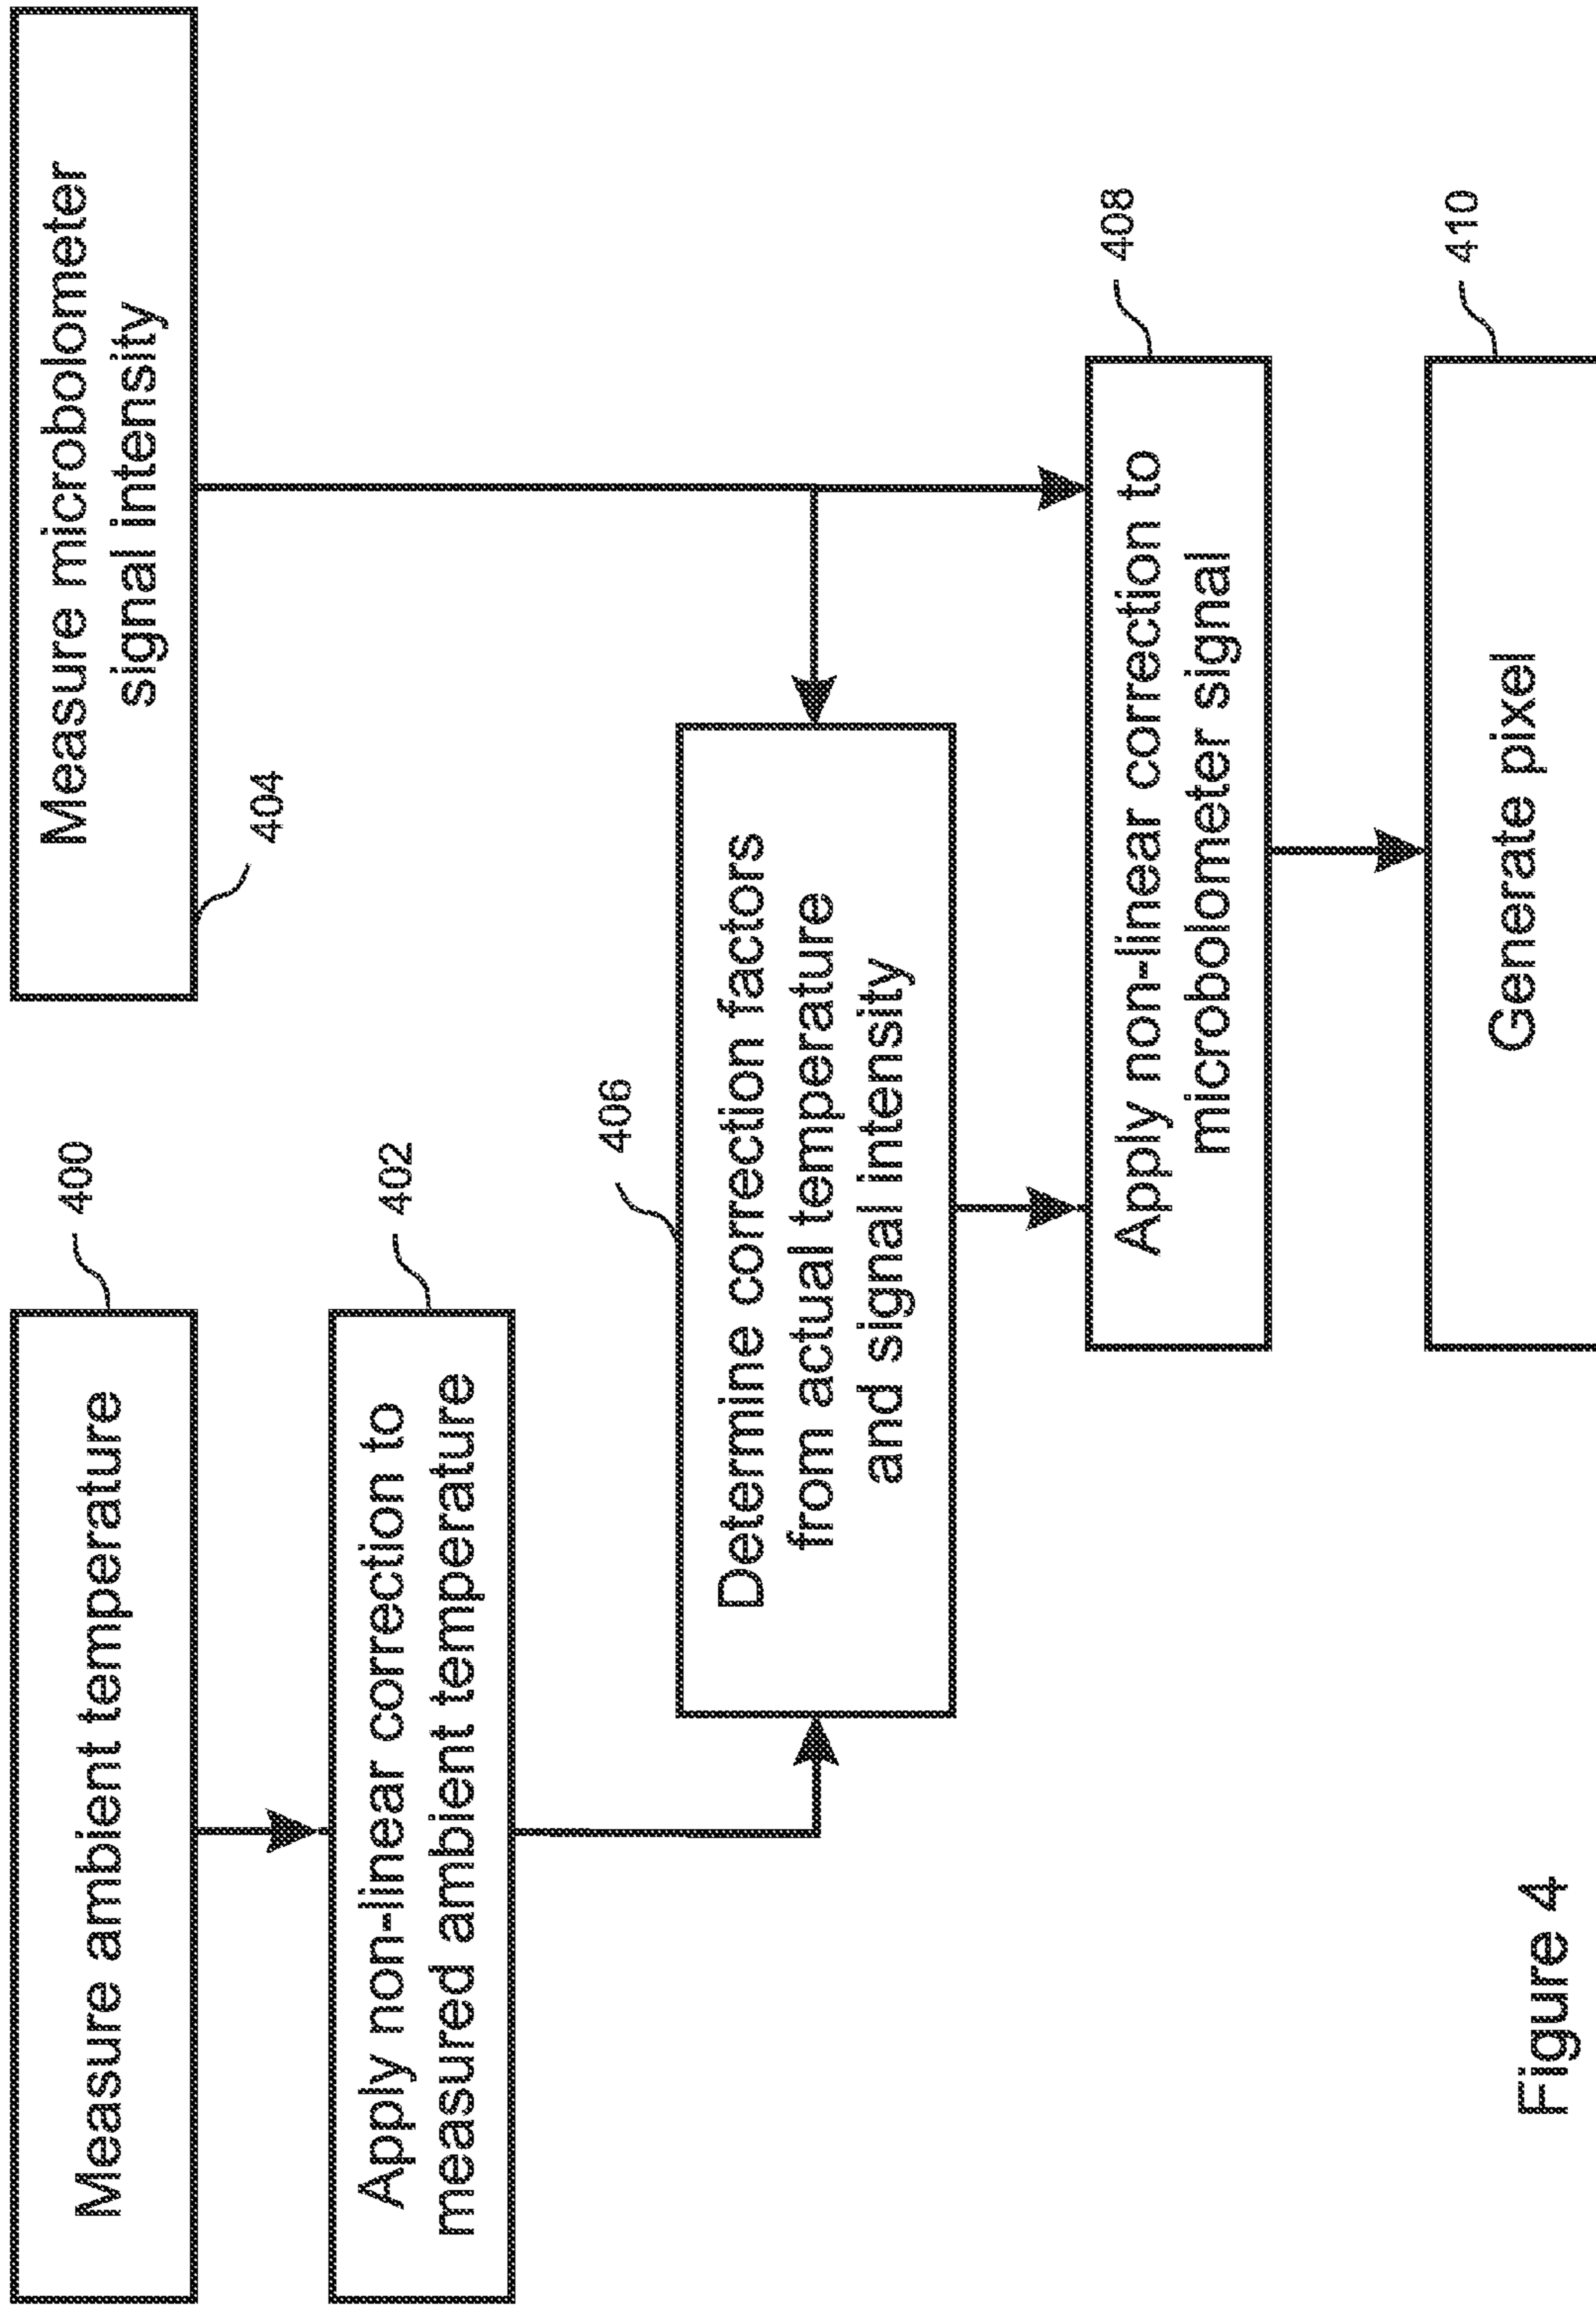 Measure ambient temperature
400
Apply non-linear correction to
measured ambient temperature
402
Measure microbolometer
signal intensity
404
406
Determine correction factors
from actual temperature
and signal intensity
Apply non-linear correction to
microbolometer signal
408
Generate pixel
410
Figure 4